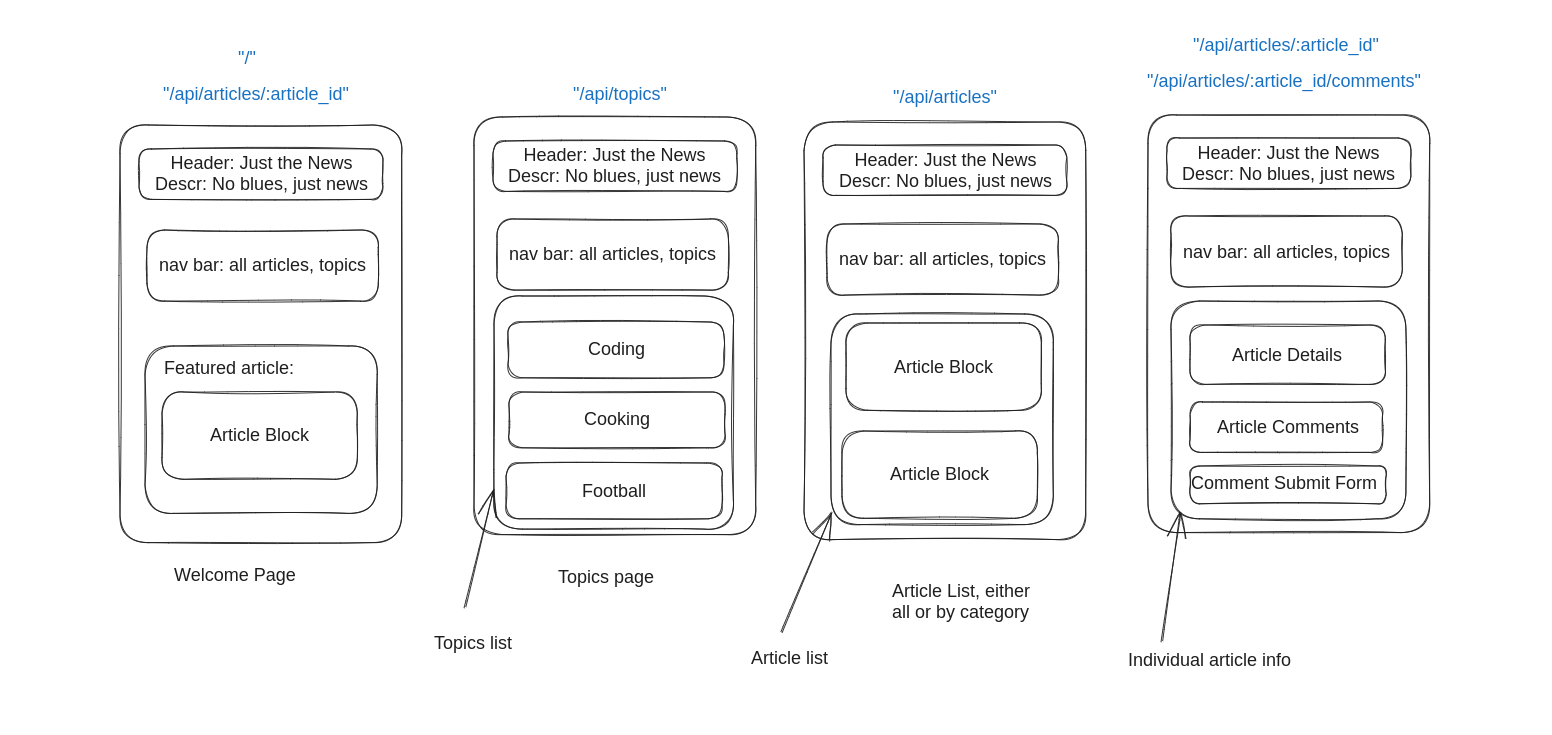 "/"
"/api/articles/:article_id"
Header: Just the News
Descr: No blues, just news
nav bar: all articles, topics
Featured article:
Article Block
Welcome Page
"/api/topics"
Header: Just the News
Descr: No blues, just news
nav bar: all articles, topics
Coding
Cooking
Football
Topics page
Topics list
"/api/articles"
Header: Just the News
Descr: No blues, just news
nav bar: all articles, topics
Article Block
Article Block
Article List, either
all or by category
Article list
"/api/articles/:article_id"
"/api/articles/:article_id/comments"
Header: Just the News
Descr: No blues, just news
nav bar: all articles, topics
Article Details
Article Comments
Comment Submit Form
Individual article info